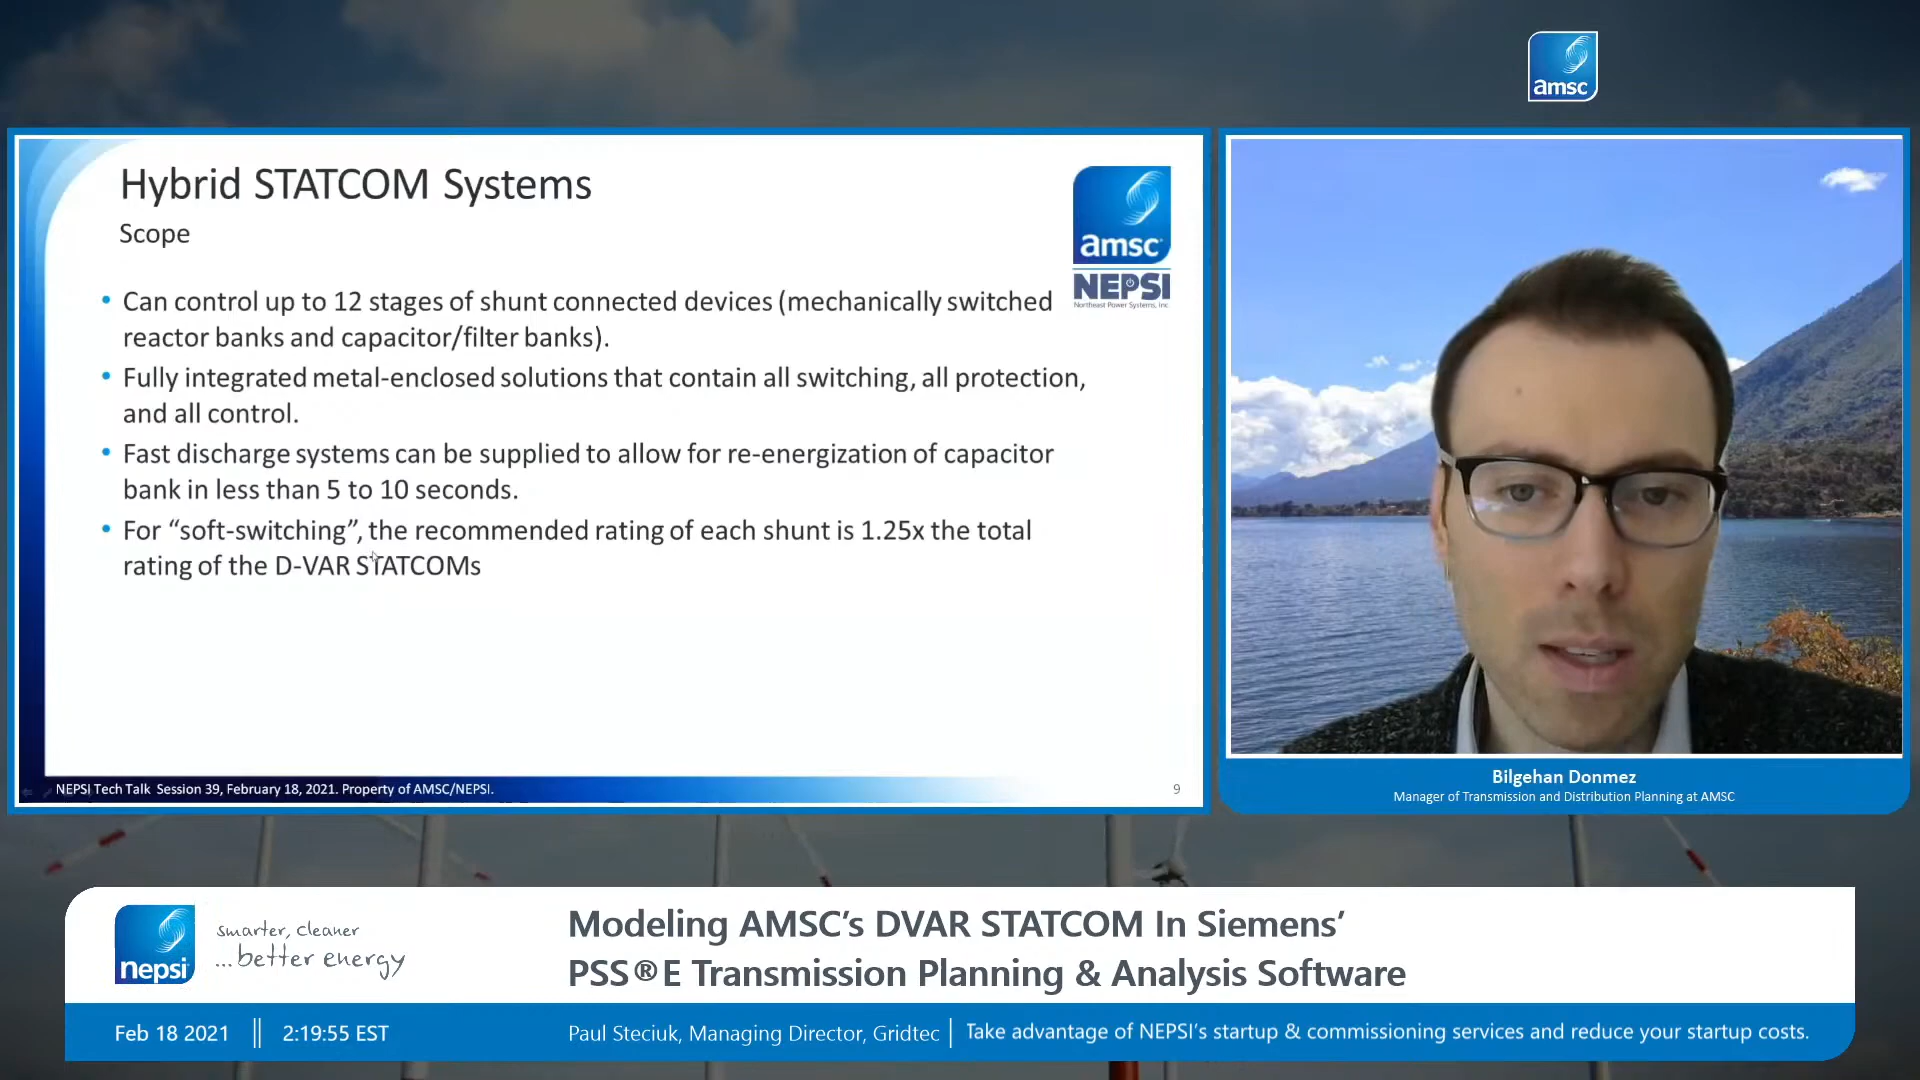 amsc
Hybrid STATCOM Systems
Scope
amsc
NEPSI
Northeast Power Systems, Inc.
• Can control up to 12 stages of shunt connected devices (mechanically switched
reactor banks and capacitor/filter banks).
• Fully integrated metal-enclosed solutions that contain all switching, all protection,
and all control.
• Fast discharge systems can be supplied to allow for re-energization of capacitor
bank in less than 5 to 10 seconds.
• For “soft-switching”, the recommended rating of each shunt is 1.25x the total
rating of the D-VAR STATCOMs
NEPSI Tech Talk Session 39, February 18, 2021. Property of AMSC/NEPSI.
9
Bilgehan Donmez
Manager of Transmission and Distribution Planning at AMSC
nepsi
smarter, cleaner
...better energy
Modeling AMSC’s DVAR STATCOM In Siemens’
PSS®E Transmission Planning & Analysis Software
Feb 18 2021 || 2:19:55 EST
Paul Steciuk, Managing Director, Gridtec | Take advantage of NEPSI’s startup & commissioning services and reduce your startup costs.